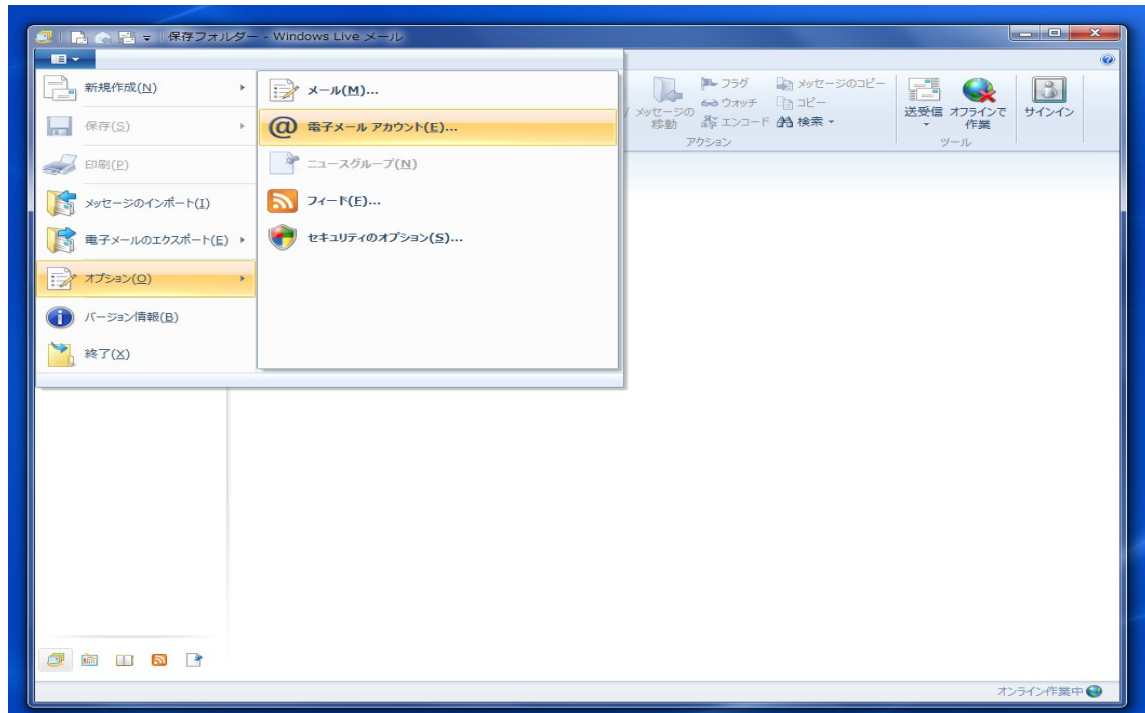 保存フォルダー - Windows Live メール
新規作成(N)
保存(S)
印刷(P)
メッセージのインポート(I)
電子メールのエクスポート(E)
オプション(O)
バージョン情報(B)
終了(X)
メール(M)...
電子メール アカウント(E)...
ニュースグループ(N)
フィード(F)...
セキュリティのオプション(S)...
メッセージの
移動
フラグ
ウォッチ
エンコード
メッセージのコピー
コピー
検索
アクション
送受信
オフラインで
作業
ツール
サインイン
オンライン作業中